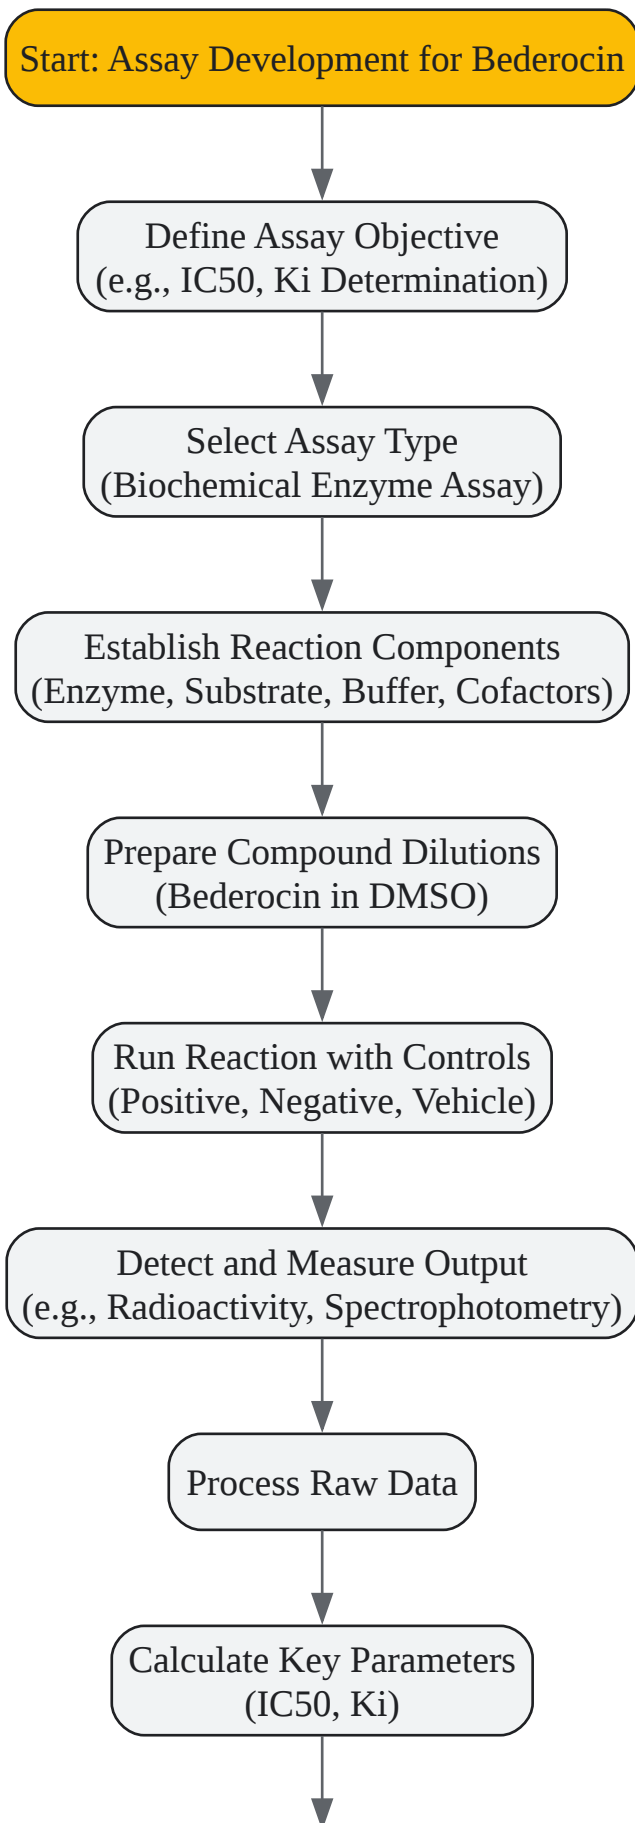 Start: Assay Development for Bederocin
Define Assay Objective
(e.g., IC50, Ki Determination)
Select Assay Type
(Biochemical Enzyme Assay)
Establish Reaction Components
(Enzyme, Substrate, Buffer, Cofactors)
Prepare Compound Dilutions
(Bederocin in DMSO)
Run Reaction with Controls
(Positive, Negative, Vehicle)
Detect and Measure Output
(e.g., Radioactivity, Spectrophotometry)
Process Raw Data
Calculate Key Parameters
(IC50, Ki)